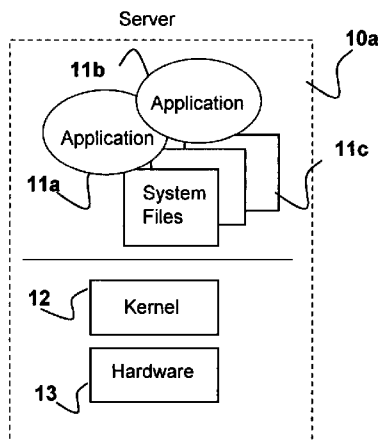 Server
10a
11b
Application
Application
11c
11a
System
Files
12
Kernel
Hardware
13